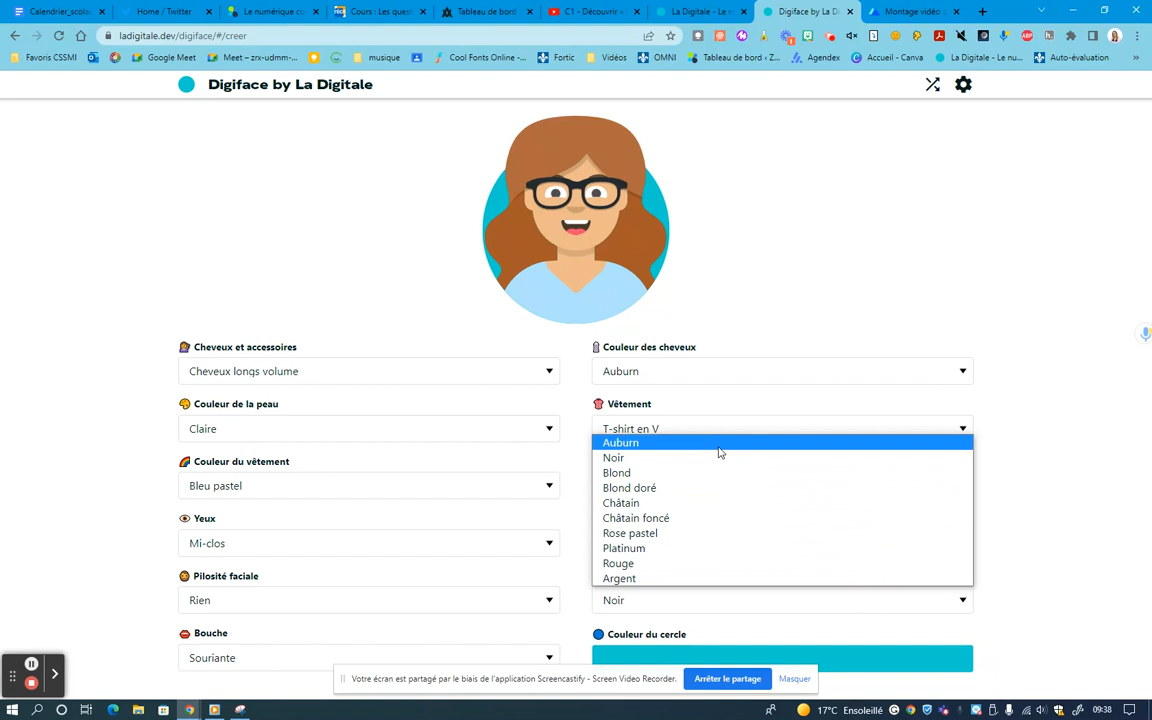 Calendrier_scola
Home / Twitter
Le numérique co
Cours : Les quest
Tableau de bord
C1 - Découvrir «
La Digitale - Le n
Digiface by La Di
Montage vidéo s
ladigitale.dev/digiface/#/creer
Favoris CSSMI
Google Meet
Meet – zrx-udmm-...
musique
Cool Fonts Online -...
Fortic
Vidéos
OMNI
Tableau de bord ‹ Z...
Agendex
Accueil - Canva
La Digitale - Le nu...
Auto-évaluation
»
Digiface by La Digitale
Cheveux et accessoires
Couleur des cheveux
Cheveux longs volume
Auburn
Couleur de la peau
Vêtement
Claire
T-shirt en V
Couleur du vêtement
Bleu pastel
Yeux
Mi-clos
Pilosité faciale
Rien
Auburn
Noir
Blond
Blond doré
Châtain
Châtain foncé
Rose pastel
Platinum
Rouge
Argent
Noir
Bouche
Couleur du cercle
Souriante
Votre écran est partagé par le biais de l'application Screencastify - Screen Video Recorder.
Arrêter le partage
Masquer
17°C Ensoleillé
09:38